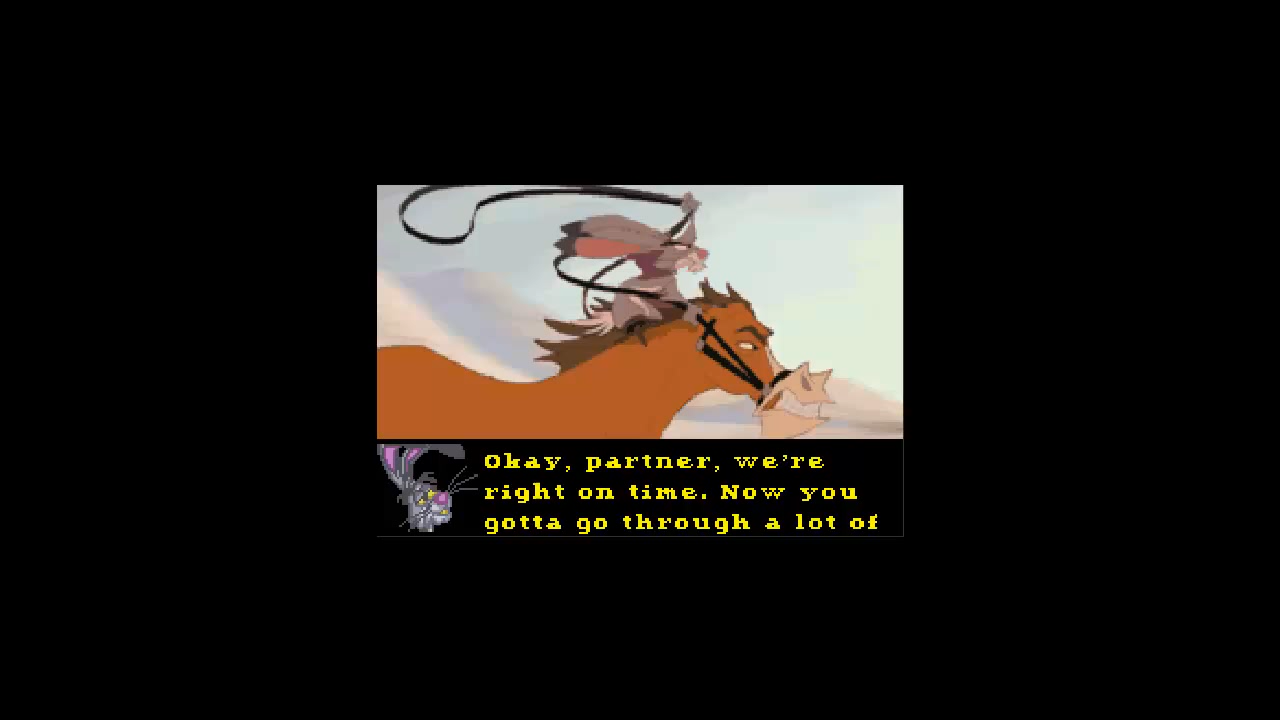 Okay, partner, we're
right on time. Now you
gotta go through a lot of